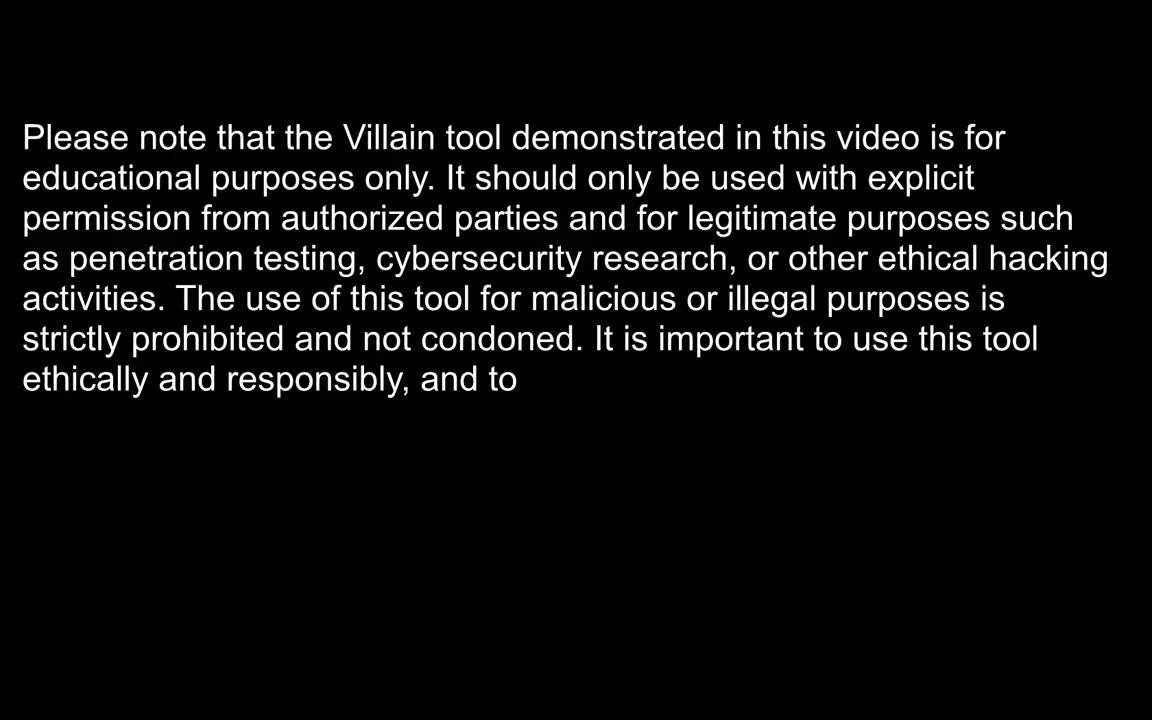 Please note that the Villain tool demonstrated in this video is for
educational purposes only. It should only be used with explicit
permission from authorized parties and for legitimate purposes such
as penetration testing, cybersecurity research, or other ethical hacking
activities. The use of this tool for malicious or illegal purposes is
strictly prohibited and not condoned. It is important to use this tool
ethically and responsibly, and to